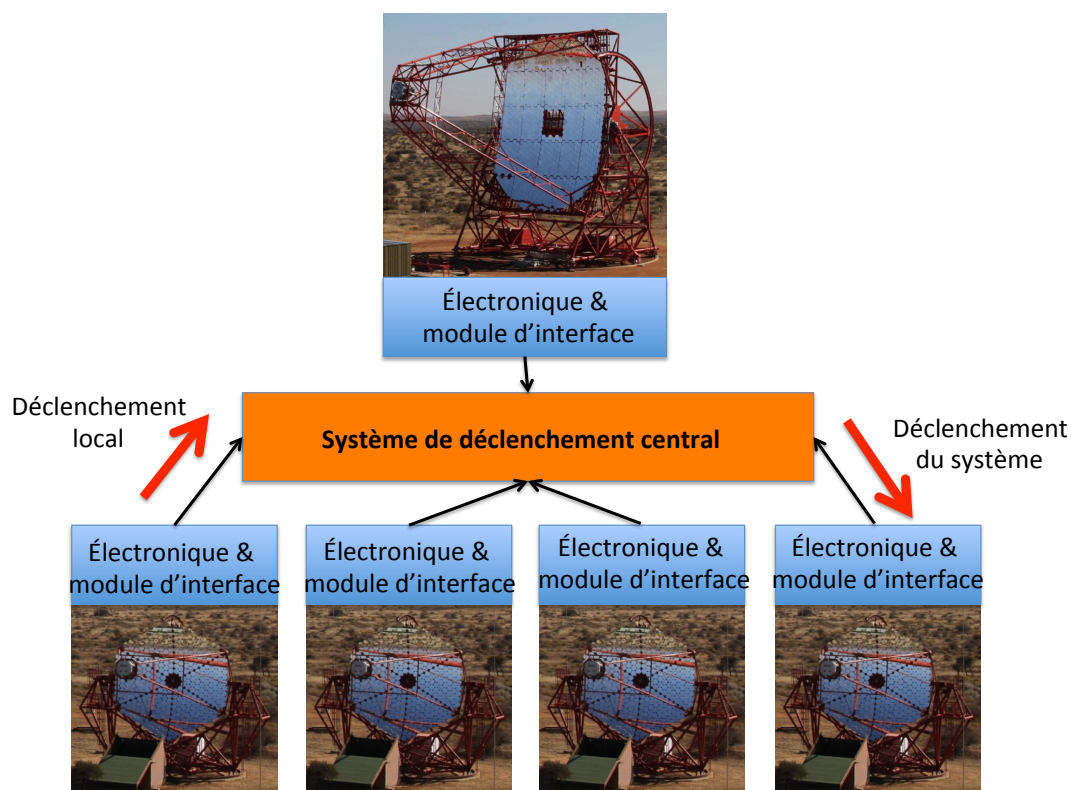 Électronique &
module d'interface
Déclenchement
local
Système de déclenchement central
Déclenchement
du système
Électronique &
module d'interface
Électronique &
module d'interface
Électronique &
module d'interface
Électronique &
module d'interface